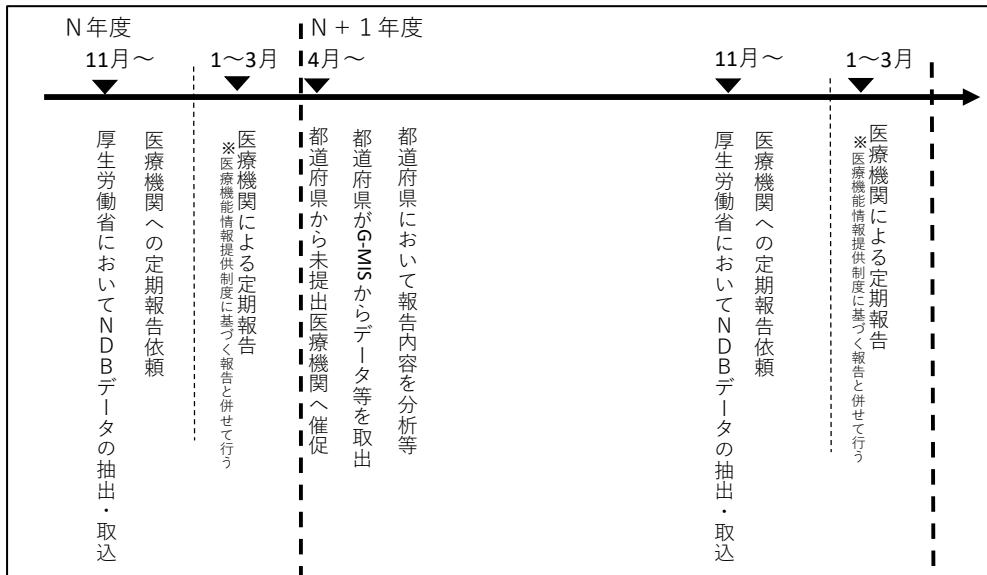 N年度
N+1年度
11月～
1～3月
4月～
11月～
1～3月
医療機関への定期報告依頼
厚生労働省においてNDBデータの抽出・取込
医療機関による定期報告
※医療機能情報提供制度に基づく報告と併せて行う
都道府県において報告内容を分析等
都道府県がG-MISからデータ等を取出
都道府県から未提出医療機関へ催促
医療機関への定期報告依頼
厚生労働省においてNDBデータの抽出・取込
医療機関による定期報告
※医療機能情報提供制度に基づく報告と併せて行う